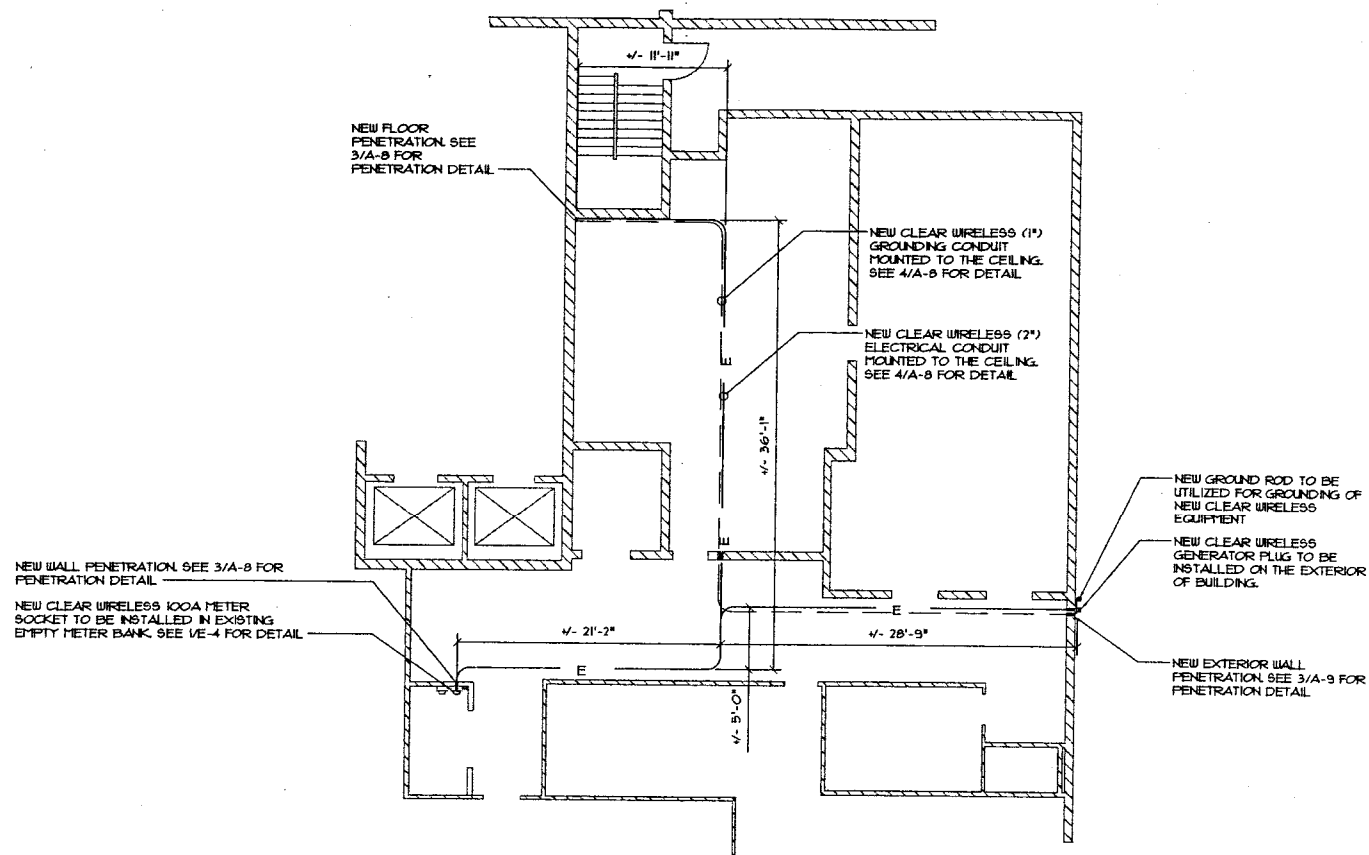 +/- 11'-11"
NEW FLOOR
PENETRATION. SEE
3/A-8 FOR
PENETRATION DETAIL
NEW CLEAR WIRELESS (1")
GROUNDING CONDUIT
MOUNTED TO THE CEILING.
SEE 4/A-8 FOR DETAIL
NEW CLEAR WIRELESS (2")
ELECTRICAL CONDUIT
MOUNTED TO THE CEILING.
SEE 4/A-8 FOR DETAIL
E
+/- 36'-1"
E
NEW GROUND ROD TO BE
UTILIZED FOR GROUNDING OF
NEW CLEAR WIRELESS
EQUIPMENT
NEW CLEAR WIRELESS
GENERATOR PLUG TO BE
INSTALLED ON THE EXTERIOR
OF BUILDING.
NEW WALL PENETRATION. SEE 3/A-8 FOR
PENETRATION DETAIL
NEW CLEAR WIRELESS 100A METER
SOCKET TO BE INSTALLED IN EXISTING
EMPTY METER BANK. SEE 1/E-4 FOR DETAIL
E
+/- 21'-2"
+/- 28'-9"
E
+/- 5'-0"
NEW EXTERIOR WALL
PENETRATION. SEE 3/A-9 FOR
PENETRATION DETAIL